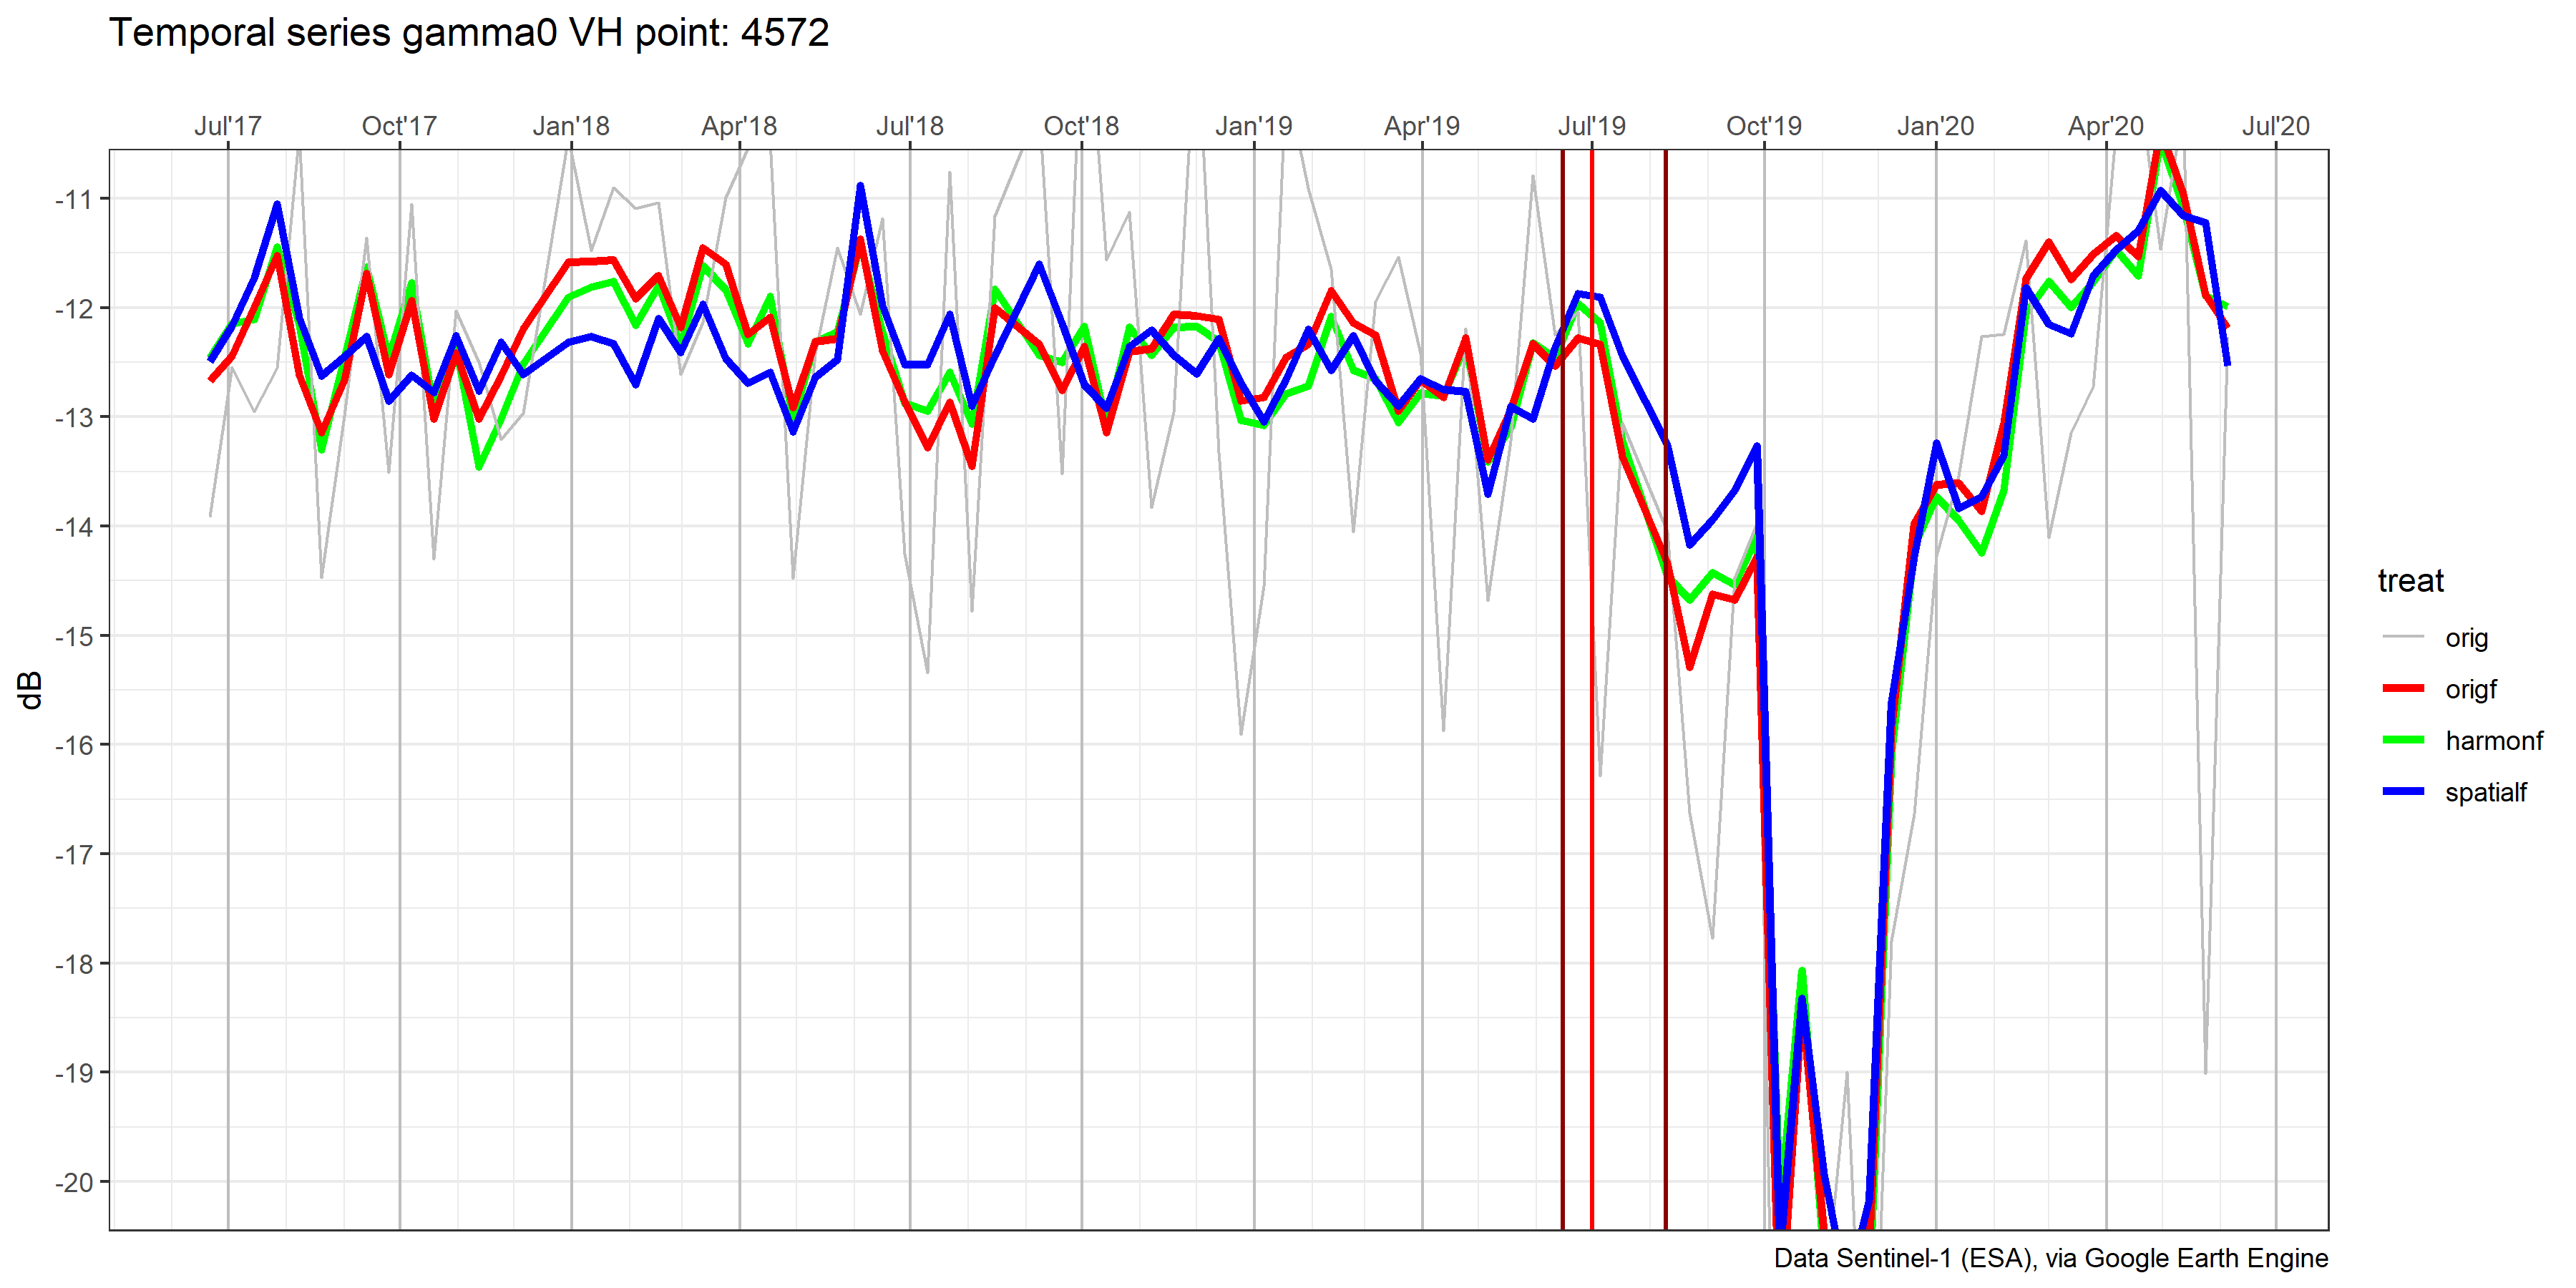 Temporal series gamma0 VH point: 4572
Jul'17 Oct'17 Jan'18 Apr'18 Jul'18 Oct'18 Jan'19 Apr'19 Jul'19 Oct'19 Jan'20 Apr'20 Jul'20
-11
-12
-13
-14
-15
-16
-17
-18
-19
-20
dB
treat
orig
origf
harmonf
spatialf
Data Sentinel-1 (ESA), via Google Earth Engine